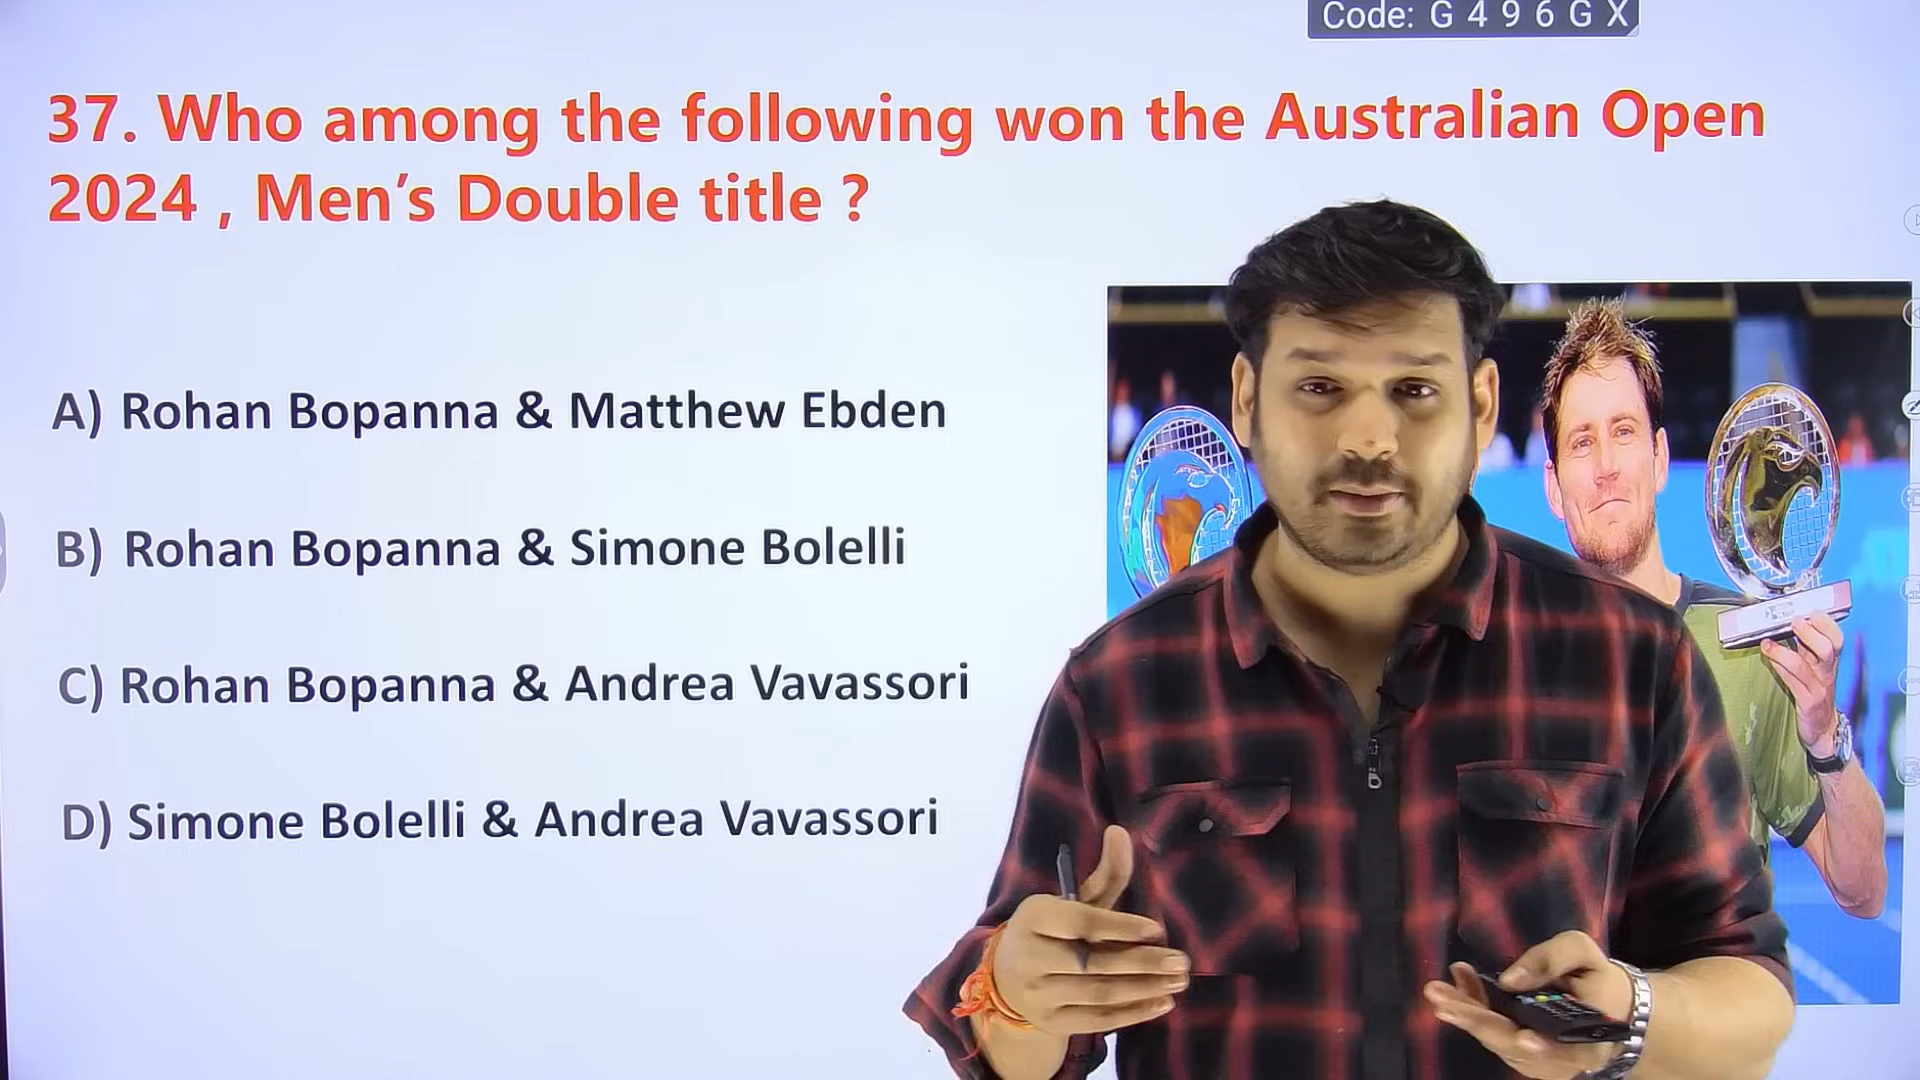 Code: G 4 9 6 G X
37. Who among the following won the Australian Open
2024 , Men’s Double title ?
A) Rohan Bopanna & Matthew Ebden
B) Rohan Bopanna & Simone Bolelli
C) Rohan Bopanna & Andrea Vavassori
D) Simone Bolelli & Andrea Vavassori